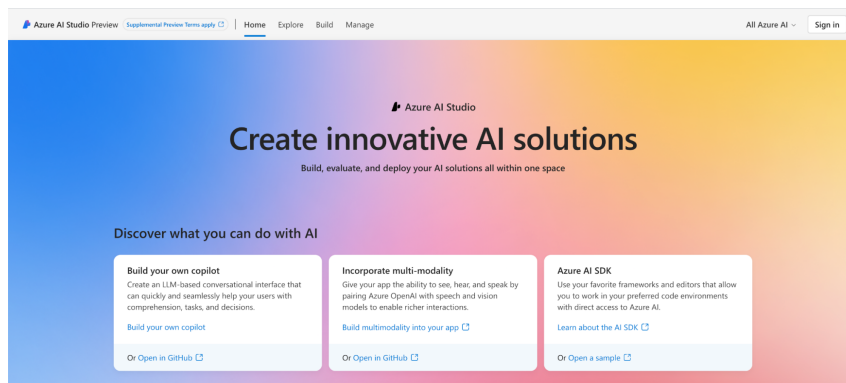 Azure AI Studio Preview Supplemental Preview Terms apply Home Explore Build Manage All Azure AI Sign in
Azure AI Studio
Create innovative AI solutions
Build, evaluate, and deploy your AI solutions all within one space
Discover what you can do with AI
Build your own copilot
Create an LLM-based conversational interface that
can quickly and seamlessly help your users with
comprehension, tasks, and decisions.
Build your own copilot
Or Open in GitHub
Incorporate multi-modality
Give your app the ability to see, hear, and speak by
pairing Azure OpenAI with speech and vision
models to enable richer interactions.
Build multimodality into your app
Or Open in GitHub
Azure AI SDK
Use your favorite frameworks and editors that allow
you to work in your preferred code environments
with direct access to Azure AI.
Learn about the AI SDK
Or Open a sample